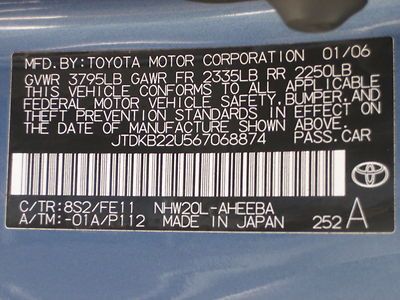 MFD.BY:TOYOTA MOTOR CORPORATION 01/06
GVWR 3795LB GAWR FR 2335LB RR 2250LB
THIS VEHICLE CONFORMS TO ALL APPLICABLE
FEDERAL MOTOR VEHICLE SAFETY,BUMPER,AND
THEFT PREVENTION STANDARDS IN EFFECT ON
THE DATE OF MANUFACTURE SHOWN ABOVE.
JTDKB22U567068874 PASS.CAR
C/TR:8S2/FE11 NHW20L-AHEEBA
A/TM:-01A/P112 MADE IN JAPAN 252 A
TOYOTA